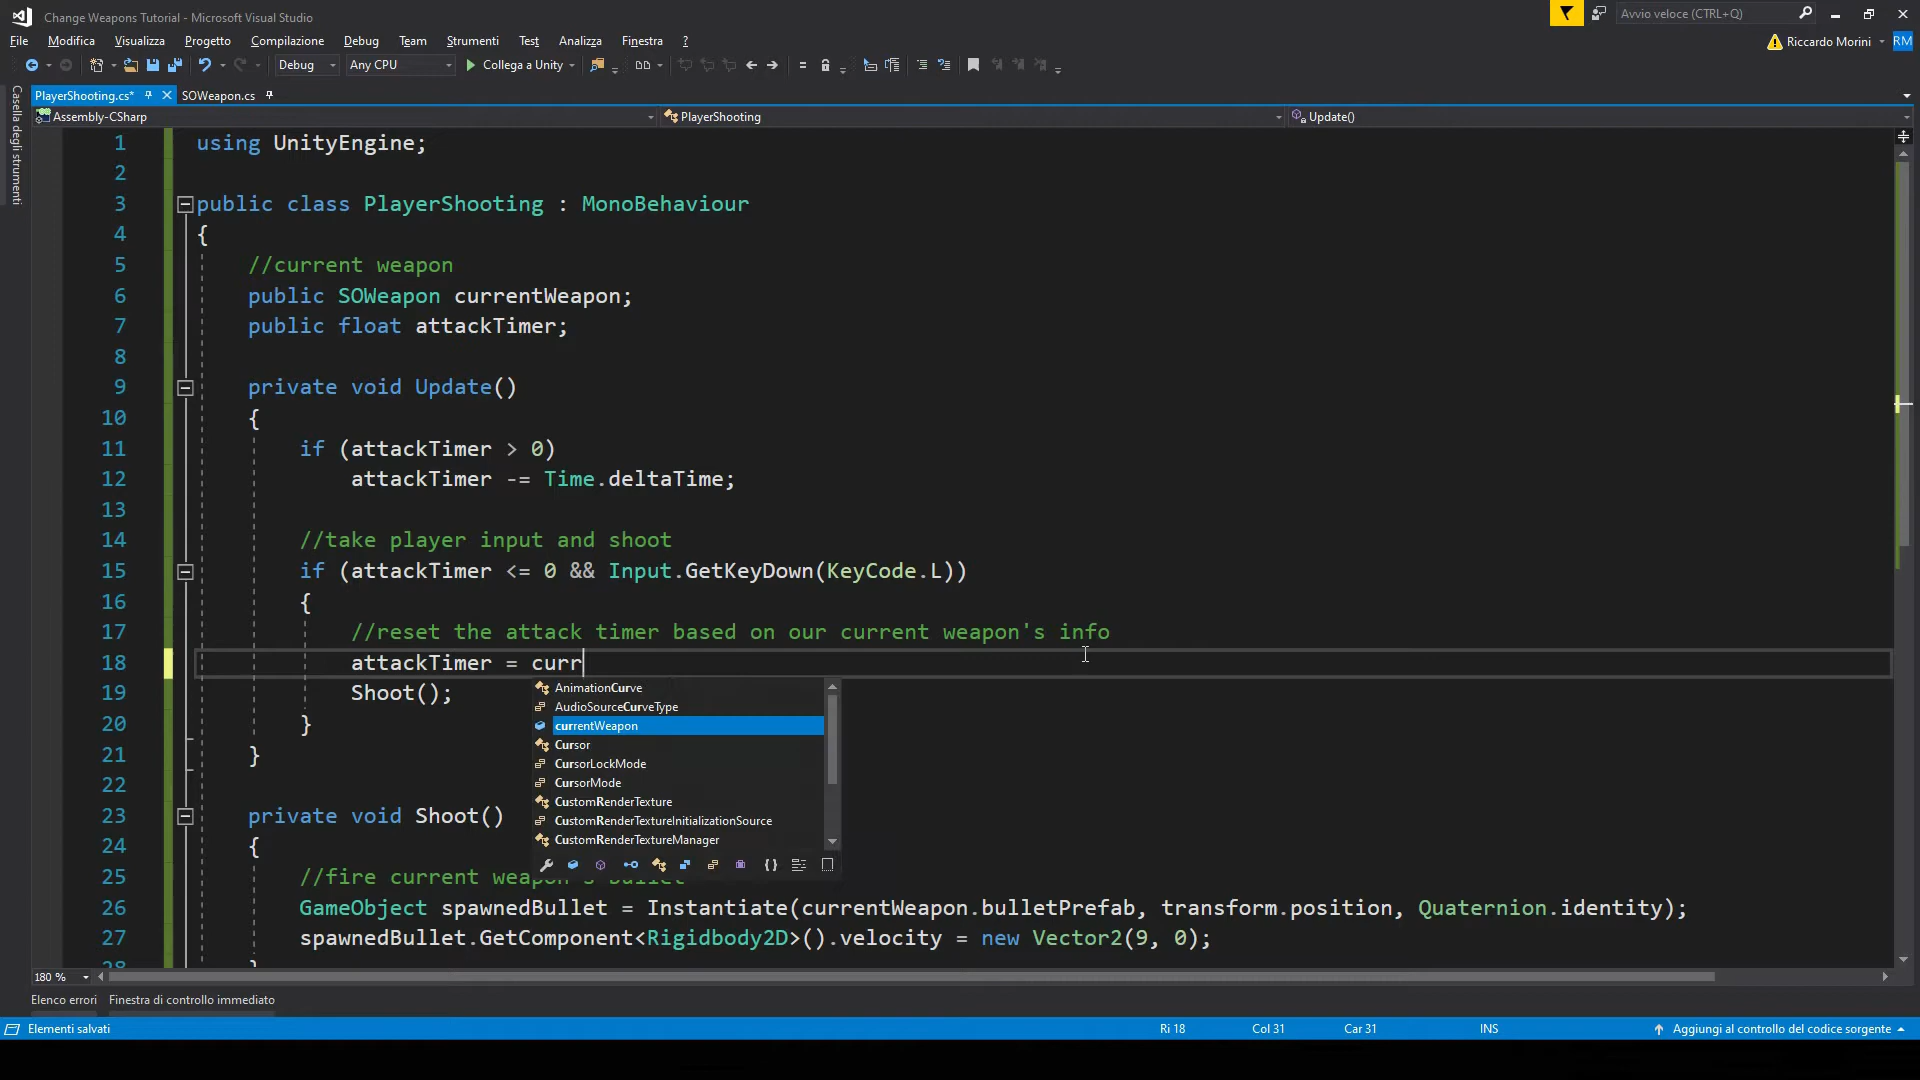 Change Weapons Tutorial - Microsoft Visual Studio
Avvio veloce (CTRL+Q)
File Modifica Visualizza Progetto Compilazione Debug Team Strumenti Test Analizza Finestra ?
Riccardo Morini RM
Debug Any CPU Collega a Unity
PlayerShooting.cs* SOWeapon.cs
Casella degli strumenti
Assembly-CSharp PlayerShooting Update()
1 using UnityEngine;
2
3 public class PlayerShooting : MonoBehaviour
4 {
5 //current weapon
6 public SOWeapon currentWeapon;
7 public float attackTimer;
8
9 private void Update()
10 {
11 if (attackTimer > 0)
12 attackTimer -= Time.deltaTime;
13
14 //take player input and shoot
15 if (attackTimer <= 0 && Input.GetKeyDown(KeyCode.L))
16 {
17 //reset the attack timer based on our current weapon's info
18 attackTimer = curr
19 Shoot();
20 }
21 }
22
23 private void Shoot()
24 {
25 //fire current weapon's bullet
26 GameObject spawnedBullet = Instantiate(currentWeapon.bulletPrefab, transform.position, Quaternion.identity);
27 spawnedBullet.GetComponent<Rigidbody2D>().velocity = new Vector2(9, 0);
28 }
AnimationCurve
AudioSourceCurveType
currentWeapon
Cursor
CursorLockMode
CursorMode
CustomRenderTexture
CustomRenderTextureInitializationSource
CustomRenderTextureManager
180 %
Elenco errori Finestra di controllo immediato
Elementi salvati Ri 18 Col 31 Car 31 INS Aggiungi al controllo del codice sorgente